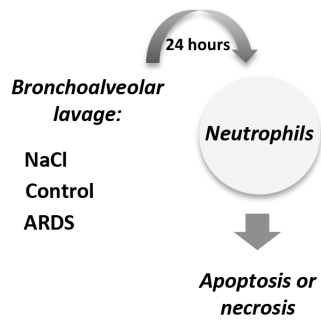 24 hours
Bronchoalveolar
lavage:
Neutrophils
NaCl
Control
ARDS
Apoptosis or
necrosis